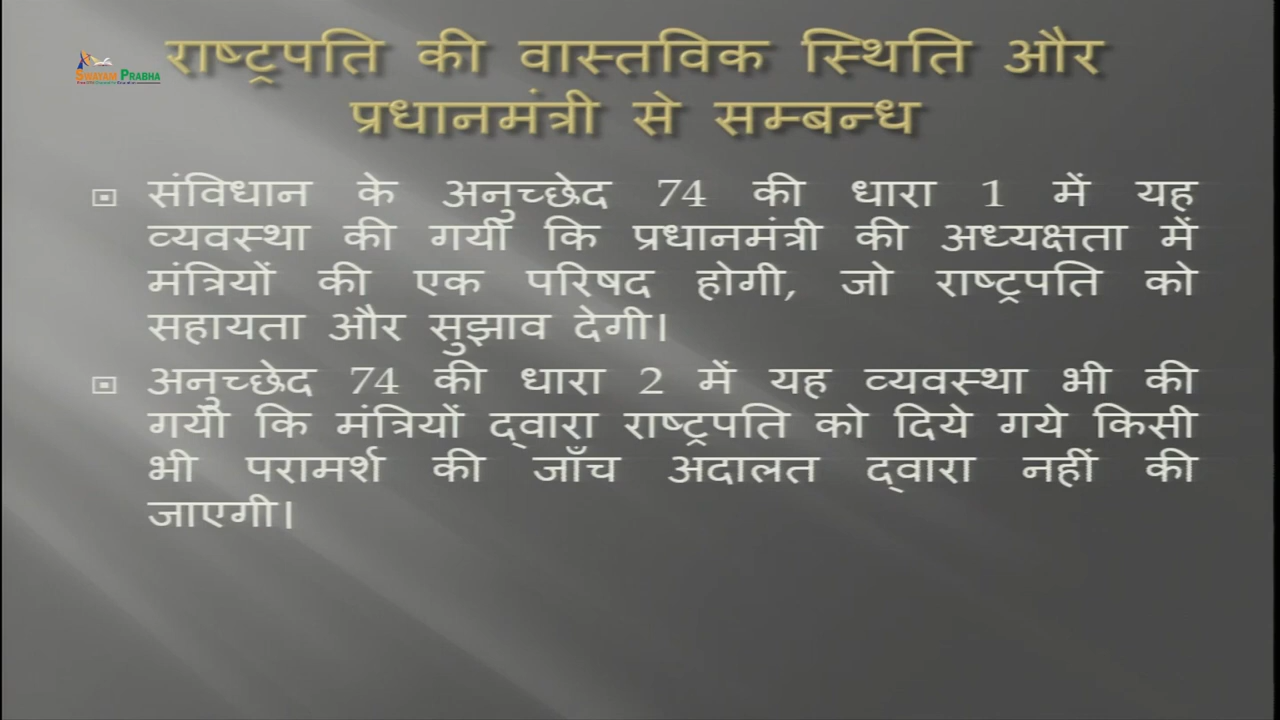 राष्ट्रपति की वास्तविक स्थिति और
प्रधानमंत्री से सम्बन्ध
SWAYAM PRABHA
संविधान के अनुच्छेद 74 की धारा 1 में यह
व्यवस्था की गयी कि प्रधानमंत्री की अध्यक्षता में
मंत्रियों की एक परिषद होगी, जो राष्ट्रपति को
सहायता और सुझाव देगी।
अनुच्छेद 74 की धारा 2 में यह व्यवस्था भी की
गयी कि मंत्रियों द्वारा राष्ट्रपति को दिये गये किसी
भी परामर्श की जाँच अदालत द्वारा नहीं की
जाएगी।